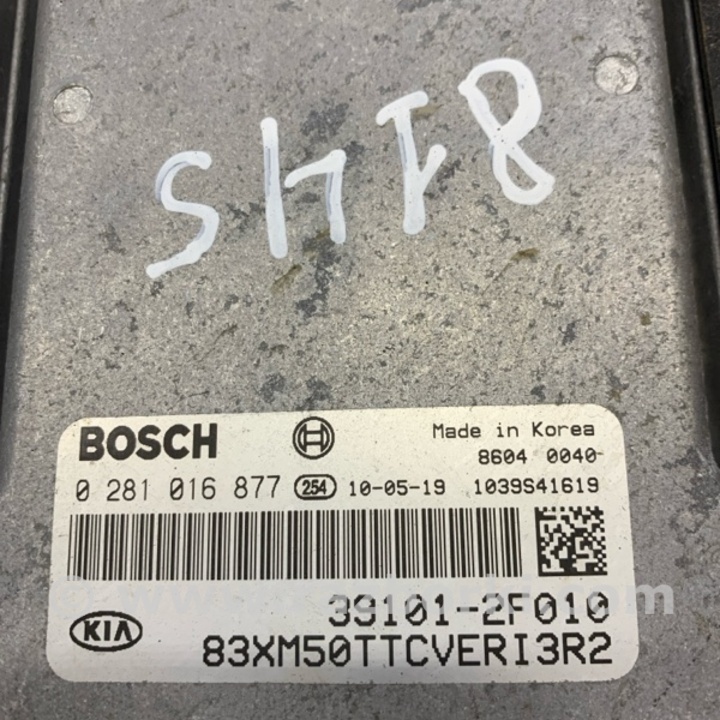 8145
BOSCH
Made in Korea
8604 0040
0 281 016 877 254 10-05-19 1039S41619
39101-2F010
KIA
83XM50TTCVERI3R2